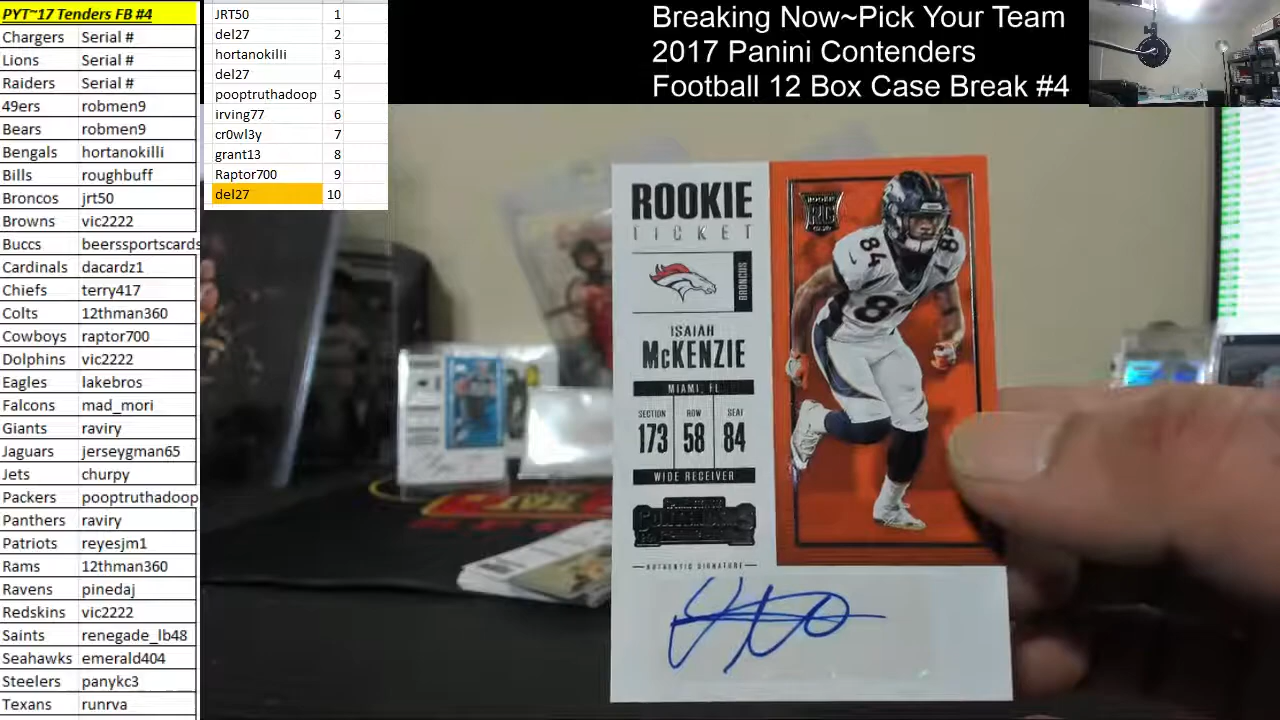 PYT~17 Tenders FB #4
Chargers Serial #
Lions Serial #
Raiders Serial #
49ers robmen9
Bears robmen9
Bengals hortanokilli
Bills roughbuff
Broncos jrt50
Browns vic2222
Buccs beerssportscards
Cardinals dacardz1
Chiefs terry417
Colts 12thman360
Cowboys raptor700
Dolphins vic2222
Eagles lakebros
Falcons mad_mori
Giants raviry
Jaguars jerseygman65
Jets churpy
Packers pooptruthadoop
Panthers raviry
Patriots reyesjm1
Rams 12thman360
Ravens pinedaj
Redskins vic2222
Saints renegade_lb48
Seahawks emerald404
Steelers panykc3
Texans runrva
JRT50 1
del27 2
hortanokilli 3
del27 4
pooptruthadoop 5
irving77 6
cr0wl3y 7
grant13 8
Raptor700 9
del27 10
Breaking Now~Pick Your Team
2017 Panini Contenders
Football 12 Box Case Break #4
ROOKIE
TICKET
BRONCOS
ISAIAH
McKENZIE
MIAMI, FL
SECTION ROW SEAT
173 58 84
WIDE RECEIVER
CONTENDERS
AUTHENTIC SIGNATURE
ROOKIE
RC
84
84